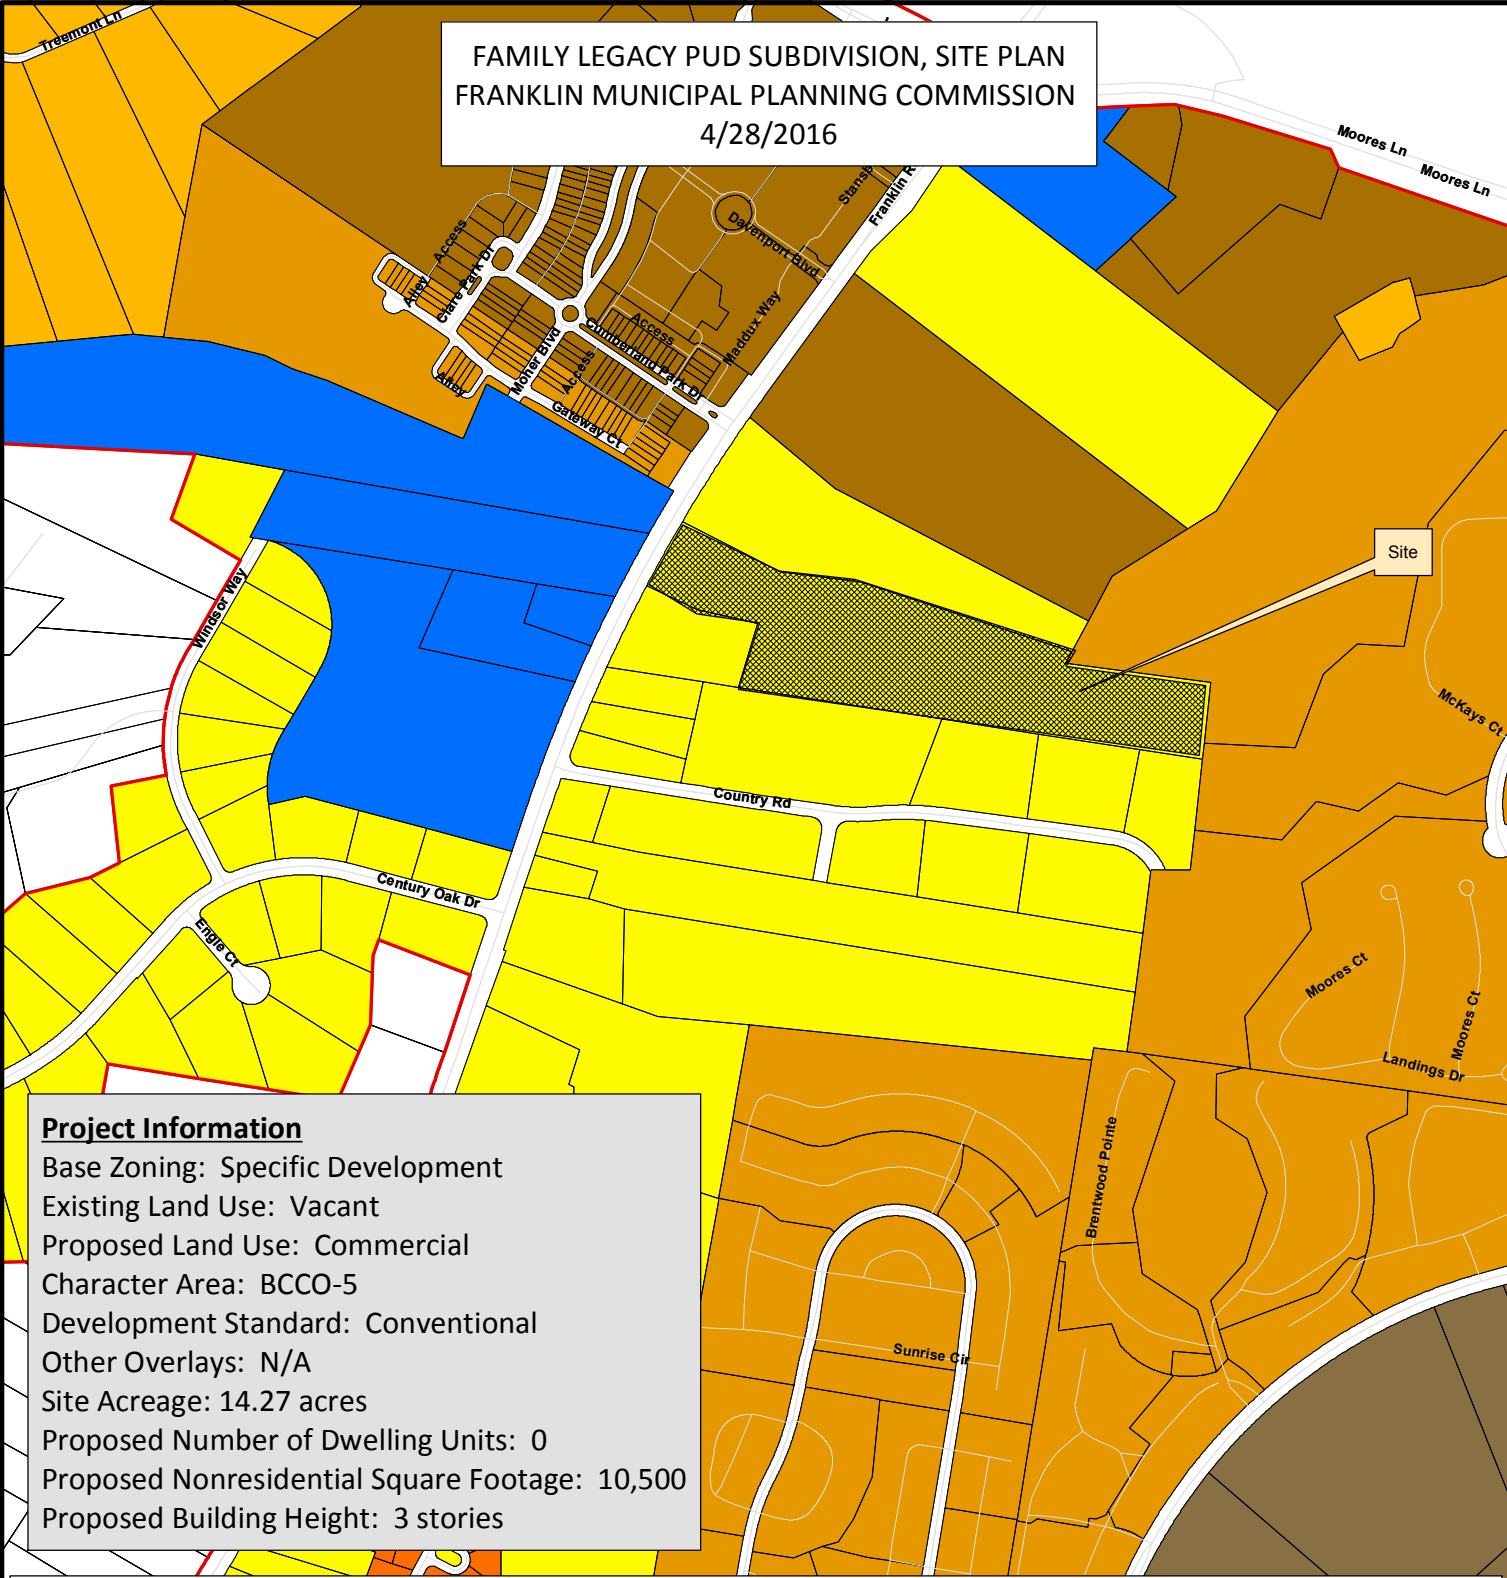 FAMILY LEGACY PUD SUBDIVISION, SITE PLAN
FRANKLIN MUNICIPAL PLANNING COMMISSION
4/28/2016
Treemont Ln
Moores Ln
Moores Ln
Franklin R
Davenport Blvd
Access
Clare Park Dr
Alley
Maddux Way
Access
Cumberland Park Dr
Moher Blvd
Access
Alley
Gateway Ct
Site
Windsor Way
McKays Ct
Country Rd
Century Oak Dr
Engle Ct
Moores Ct
Moores Ct
Landings Dr
Brentwood Pointe
Sunrise Cir
Project Information
Base Zoning: Specific Development
Existing Land Use: Vacant
Proposed Land Use: Commercial
Character Area: BCCO-5
Development Standard: Conventional
Other Overlays: N/A
Site Acreage: 14.27 acres
Proposed Number of Dwelling Units: 0
Proposed Nonresidential Square Footage: 10,500
Proposed Building Height: 3 stories